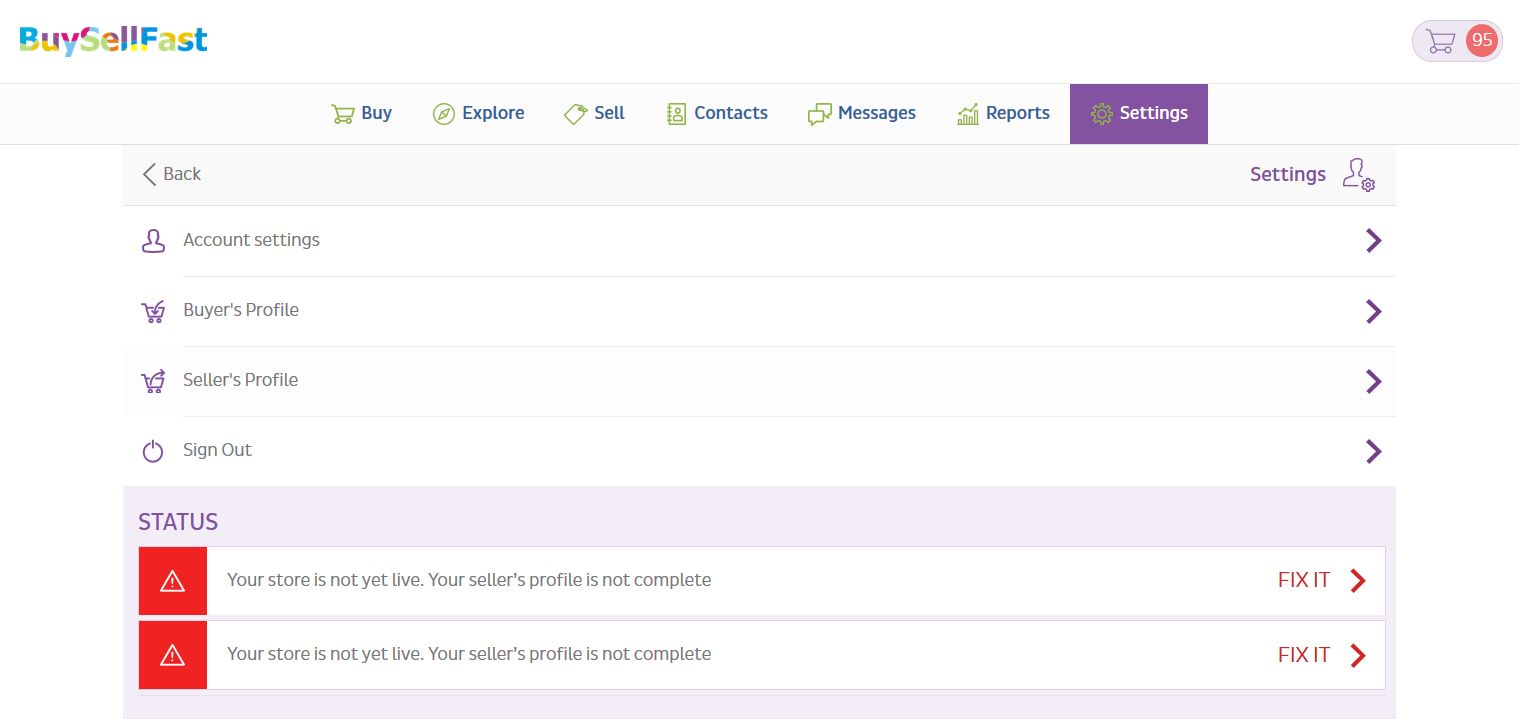 BuySellFast
95
Buy Explore Sell Contacts Messages Reports Settings
Back Settings
Account settings
Buyer's Profile
Seller's Profile
Sign Out
STATUS
Your store is not yet live. Your seller’s profile is not complete FIX IT
Your store is not yet live. Your seller’s profile is not complete FIX IT